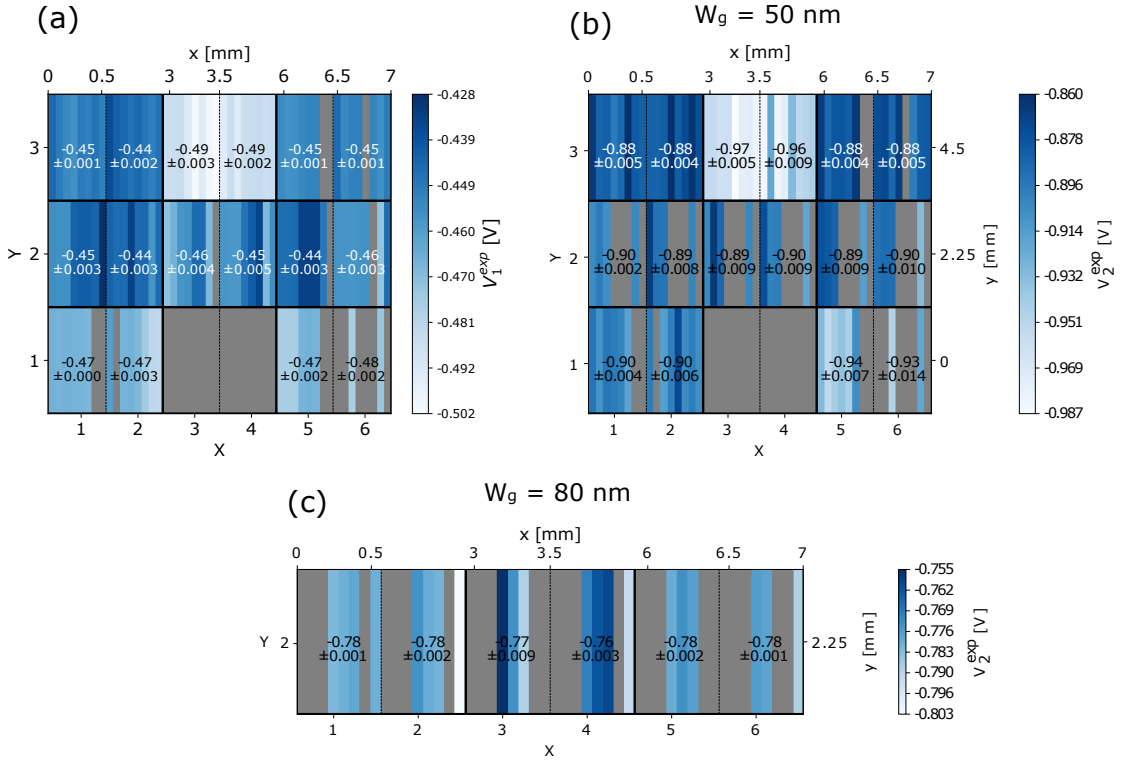 (a)
x [mm]
0 0.5 3 3.5 6 6.5 7
3
-0.45 -0.44 -0.49 -0.49 -0.45 -0.45
±0.001 ±0.002 ±0.003 ±0.002 ±0.001 ±0.001
Y 2
-0.45 -0.44 -0.46 -0.45 -0.44 -0.46
±0.003 ±0.003 ±0.004 ±0.005 ±0.003 ±0.003
1
-0.47 -0.47 -0.47 -0.48
±0.000 ±0.003 ±0.002 ±0.002
1 2 3 4 5 6
X
-0.428
-0.439
-0.449
-0.460
-0.470
-0.481
-0.492
-0.502
V₁ᵉˣᵖ [V]
W₉ = 50 nm
(b)
x [mm]
0 0.5 3 3.5 6 6.5 7
3
-0.88 -0.88 -0.97 -0.96 -0.88 -0.88
±0.005 ±0.004 ±0.005 ±0.009 ±0.004 ±0.005
4.5
Y 2
-0.90 -0.89 -0.89 -0.90 -0.89 -0.90
±0.002 ±0.008 ±0.009 ±0.009 ±0.009 ±0.010
2.25
1
-0.90 -0.90 -0.94 -0.93
±0.004 ±0.006 ±0.007 ±0.014
0
y [mm]
1 2 3 4 5 6
X
-0.860
-0.878
-0.896
-0.914
-0.932
-0.951
-0.969
-0.987
V₂ᵉˣᵖ [V]
W₉ = 80 nm
(c)
x [mm]
0 0.5 3 3.5 6 6.5 7
Y 2
-0.78 -0.78 -0.77 -0.76 -0.78 -0.78
±0.001 ±0.002 ±0.009 ±0.003 ±0.002 ±0.001
2.25
y [mm]
1 2 3 4 5 6
X
-0.755
-0.762
-0.769
-0.776
-0.783
-0.790
-0.796
-0.803
V₂ᵉˣᵖ [V]